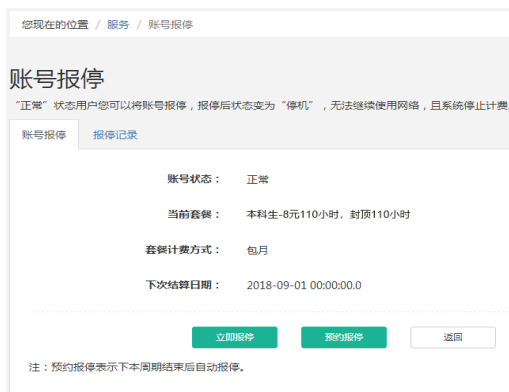 您现在的位置 / 服务 / 账号报停
账号报停
“正常”状态用户您可以将账号报停，报停后状态变为“停机”，无法继续使用网络，且系统停止计费
账号报停 报停记录
账号状态： 正常
当前套餐： 本科生-8元110小时，封顶110小时
套餐计费方式： 包月
下次结算日期： 2018-09-01 00:00:00.0
立即报停 预约报停 返回
注：预约报停表示下本周期结束后自动报停。